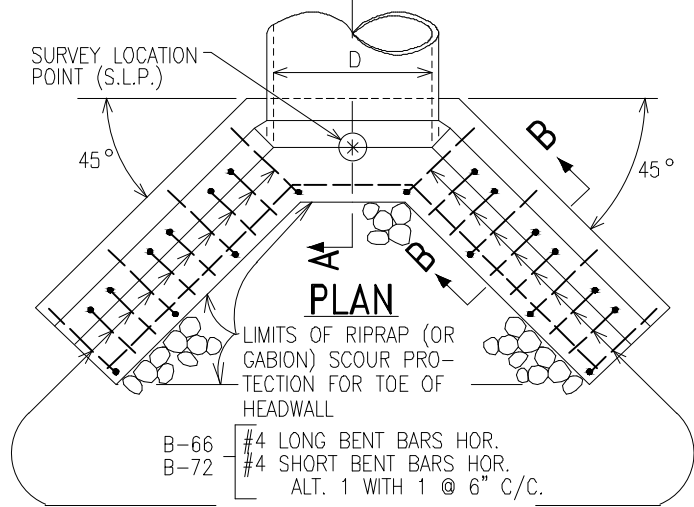 SURVEY LOCATION
POINT (S.L.P.)
D
45°
45°
B
A
B
PLAN
LIMITS OF RIPRAP (OR
GABION) SCOUR PRO-
TECTION FOR TOE OF
HEADWALL
B-66
B-72
#4 LONG BENT BARS HOR.
#4 SHORT BENT BARS HOR.
ALT. 1 WITH 1 @ 6" C/C.